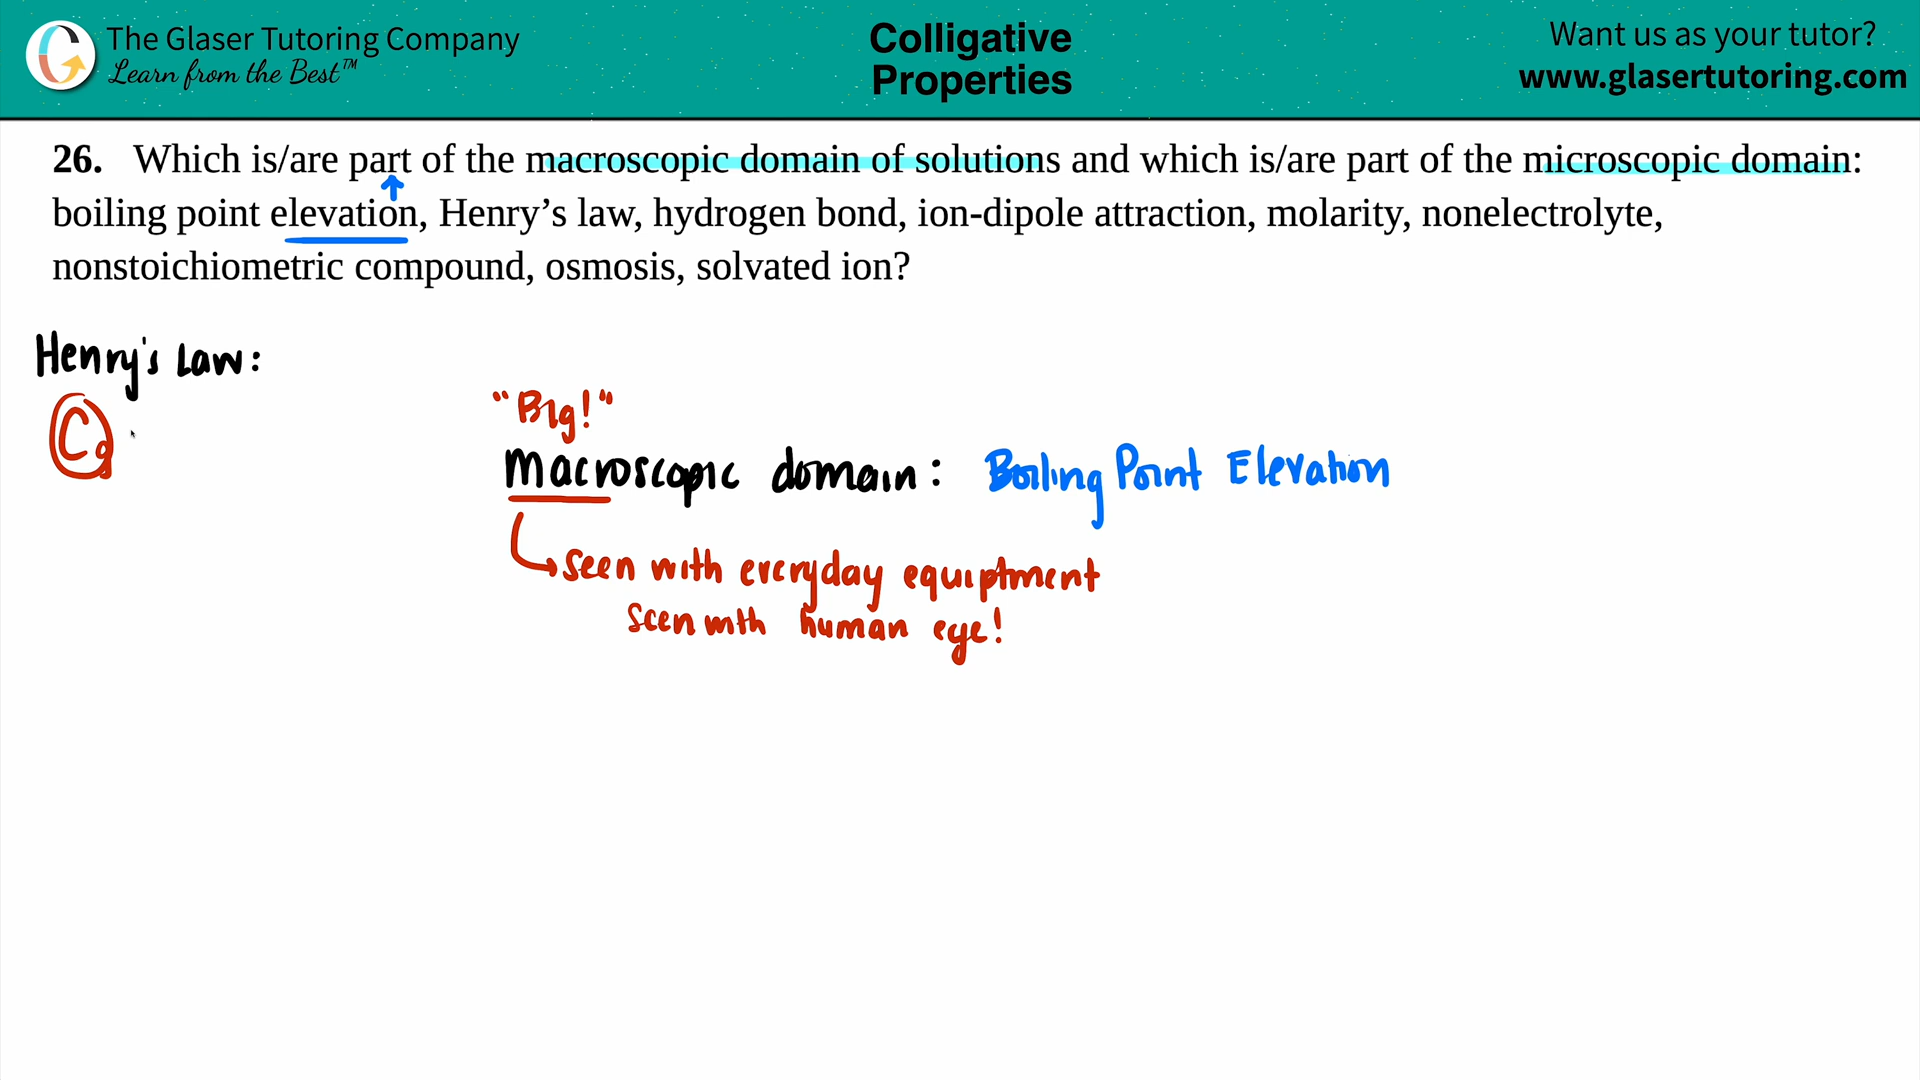 The Glaser Tutoring Company
Learn from the Best™
Colligative
Properties
Want us as your tutor?
www.glasertutoring.com
26. Which is/are part of the macroscopic domain of solutions and which is/are part of the microscopic domain:
boiling point elevation, Henry’s law, hydrogen bond, ion-dipole attraction, molarity, nonelectrolyte,
nonstoichiometric compound, osmosis, solvated ion?
Henry's Law:
Cg
"Big!"
Macroscopic domain: Boiling Point Elevation
seen with everyday equiptment
seen with human eye!